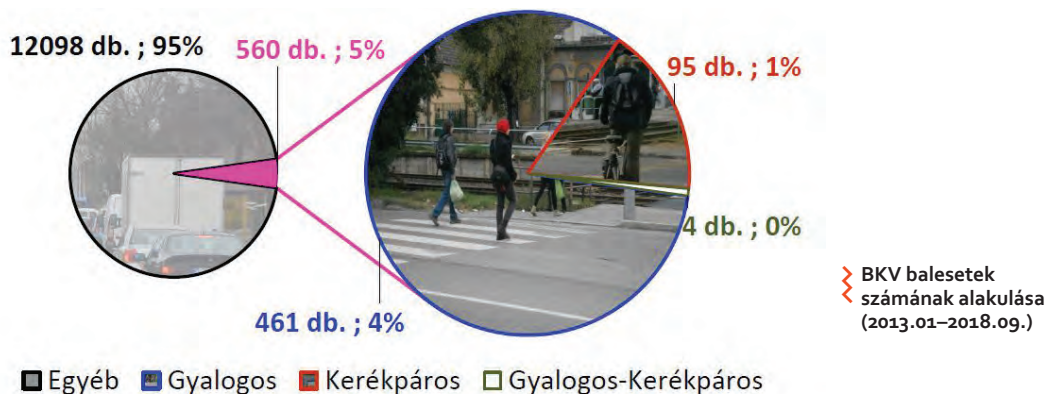 12098 db. ; 95%
560 db. ; 5%
95 db. ; 1%
4 db. ; 0%
461 db. ; 4%
BKV balesetek
számának alakulása
(2013.01–2018.09.)
Egyéb Gyalogos Kerékpáros Gyalogos-Kerékpáros